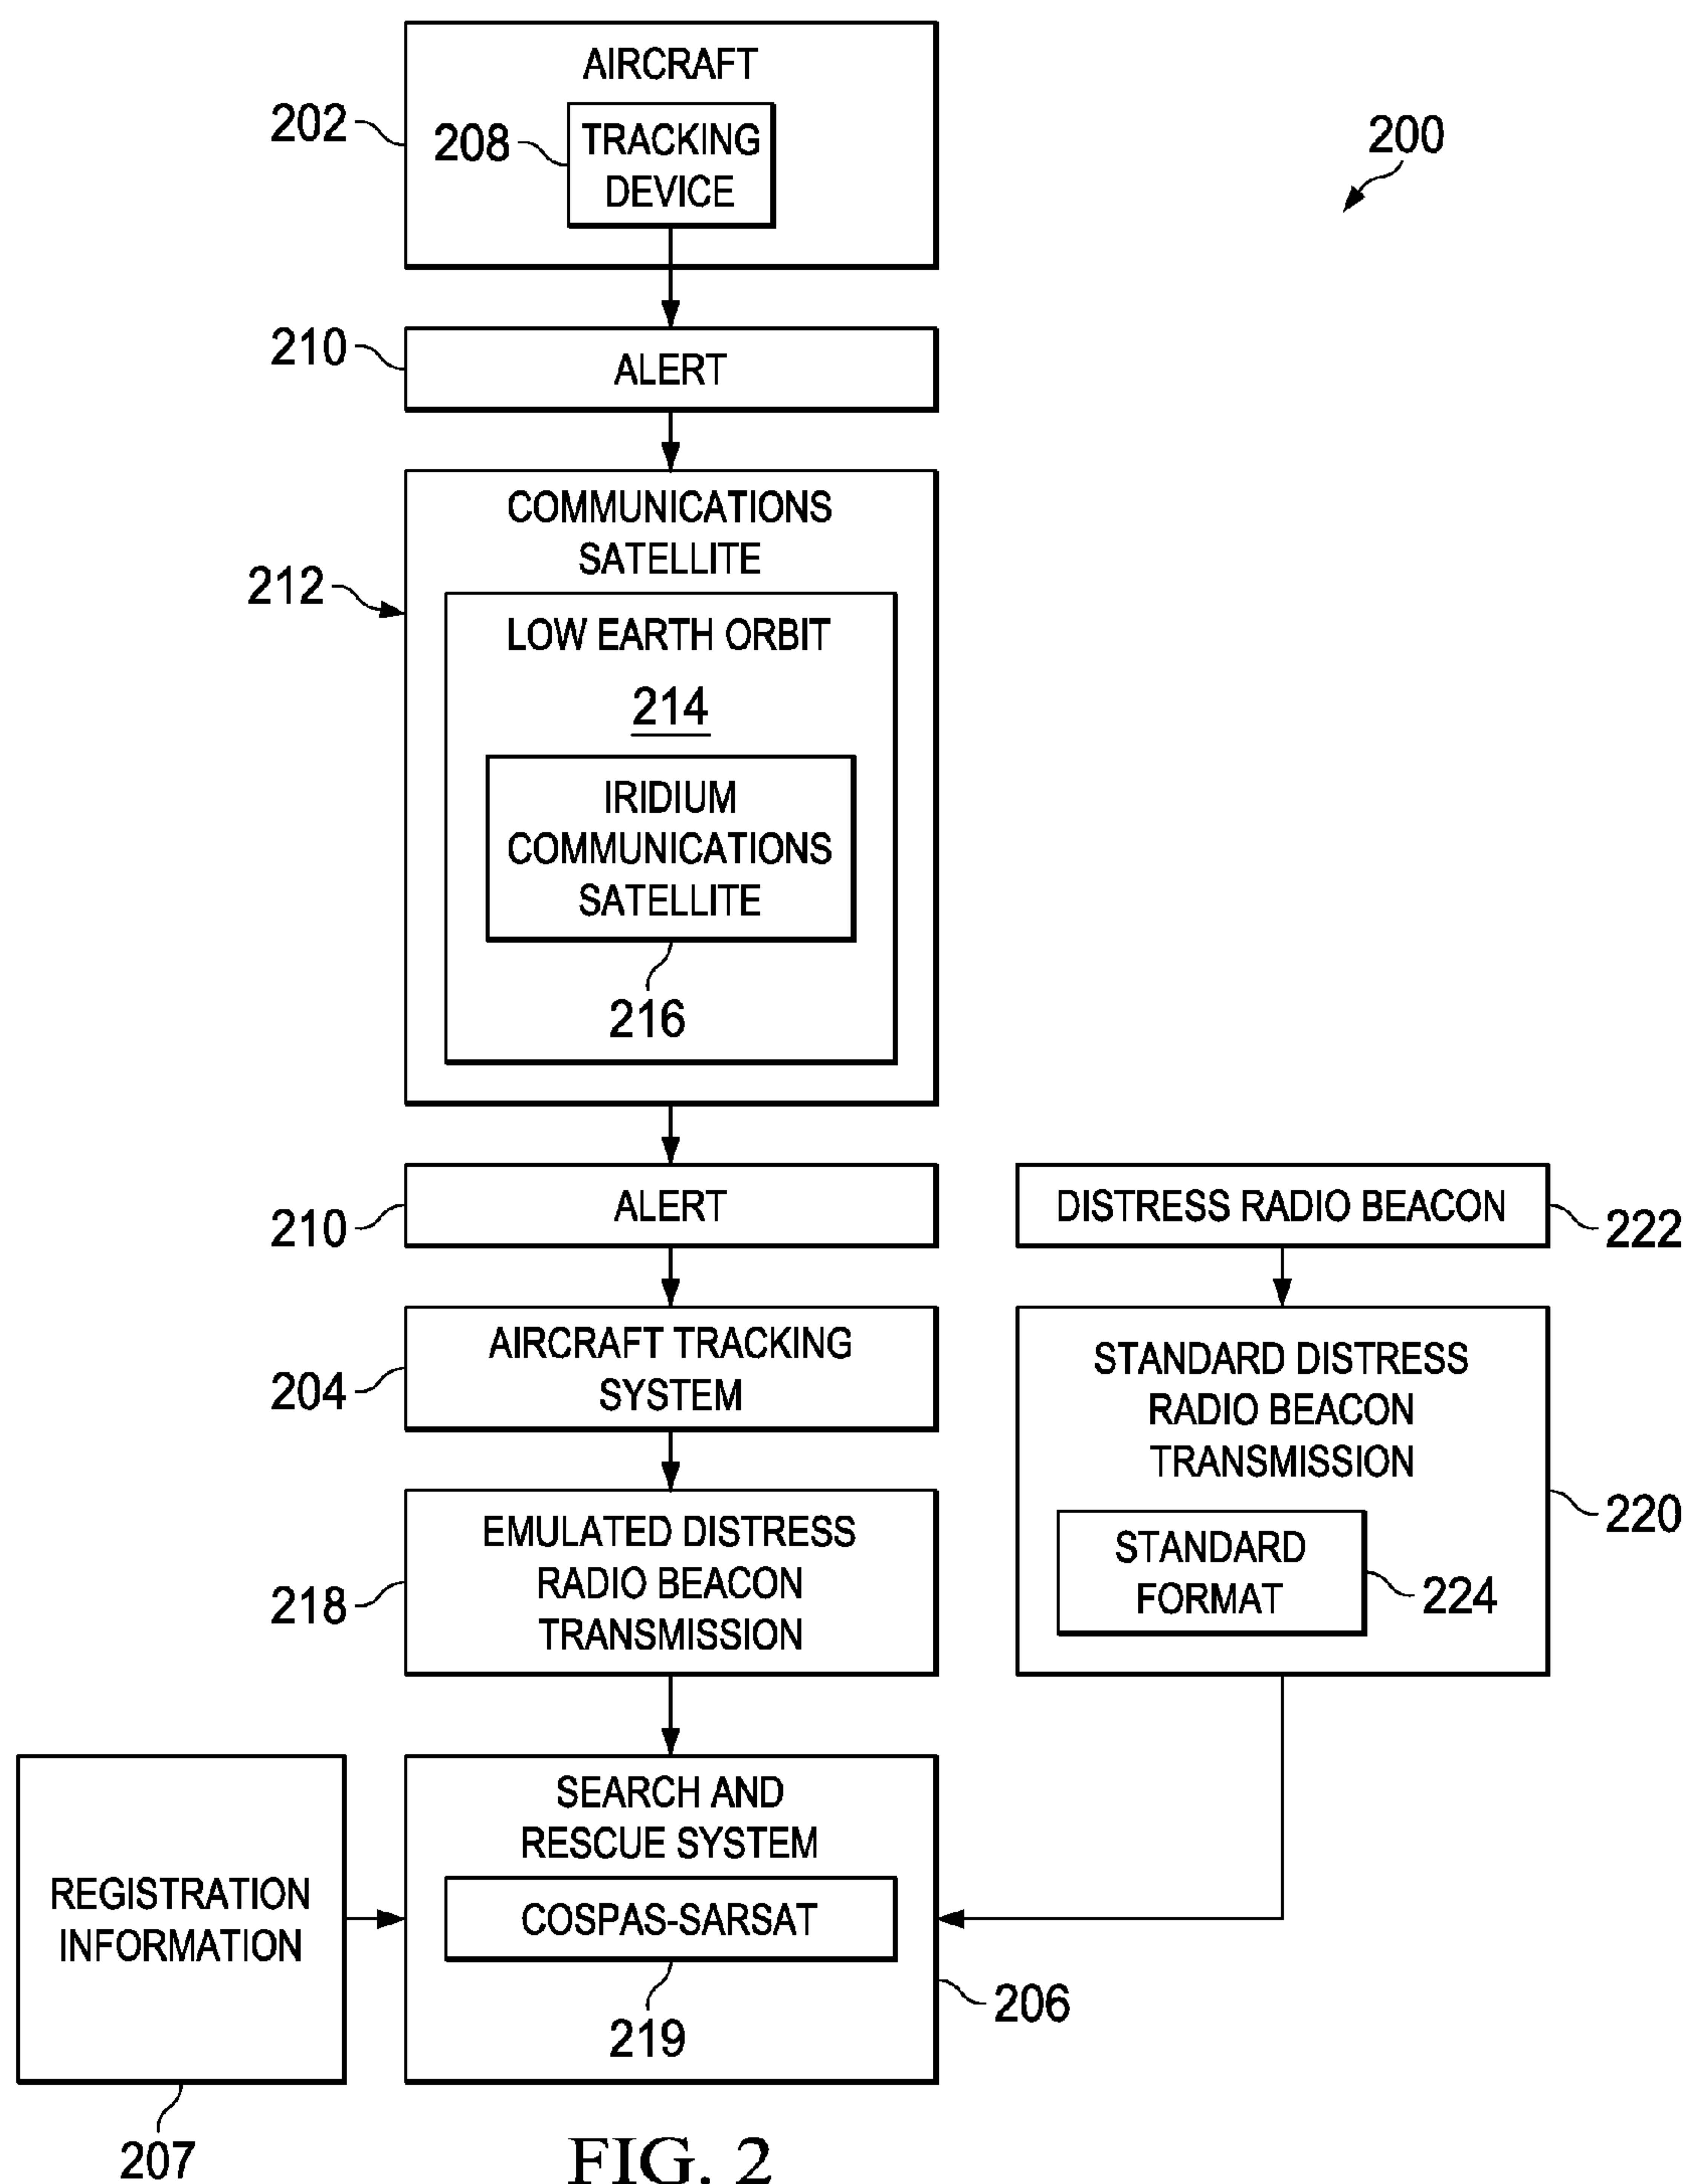 AIRCRAFT
202
208
TRACKING
DEVICE
200
210
ALERT
COMMUNICATIONS
SATELLITE
212
LOW EARTH ORBIT
214
IRIDIUM
COMMUNICATIONS
SATELLITE
216
210
ALERT
DISTRESS RADIO BEACON
222
204
AIRCRAFT TRACKING
SYSTEM
STANDARD DISTRESS
RADIO BEACON
TRANSMISSION
220
STANDARD
FORMAT
224
218
EMULATED DISTRESS
RADIO BEACON
TRANSMISSION
REGISTRATION
INFORMATION
207
SEARCH AND
RESCUE SYSTEM
COSPAS-SARSAT
219
206
FIG. 2